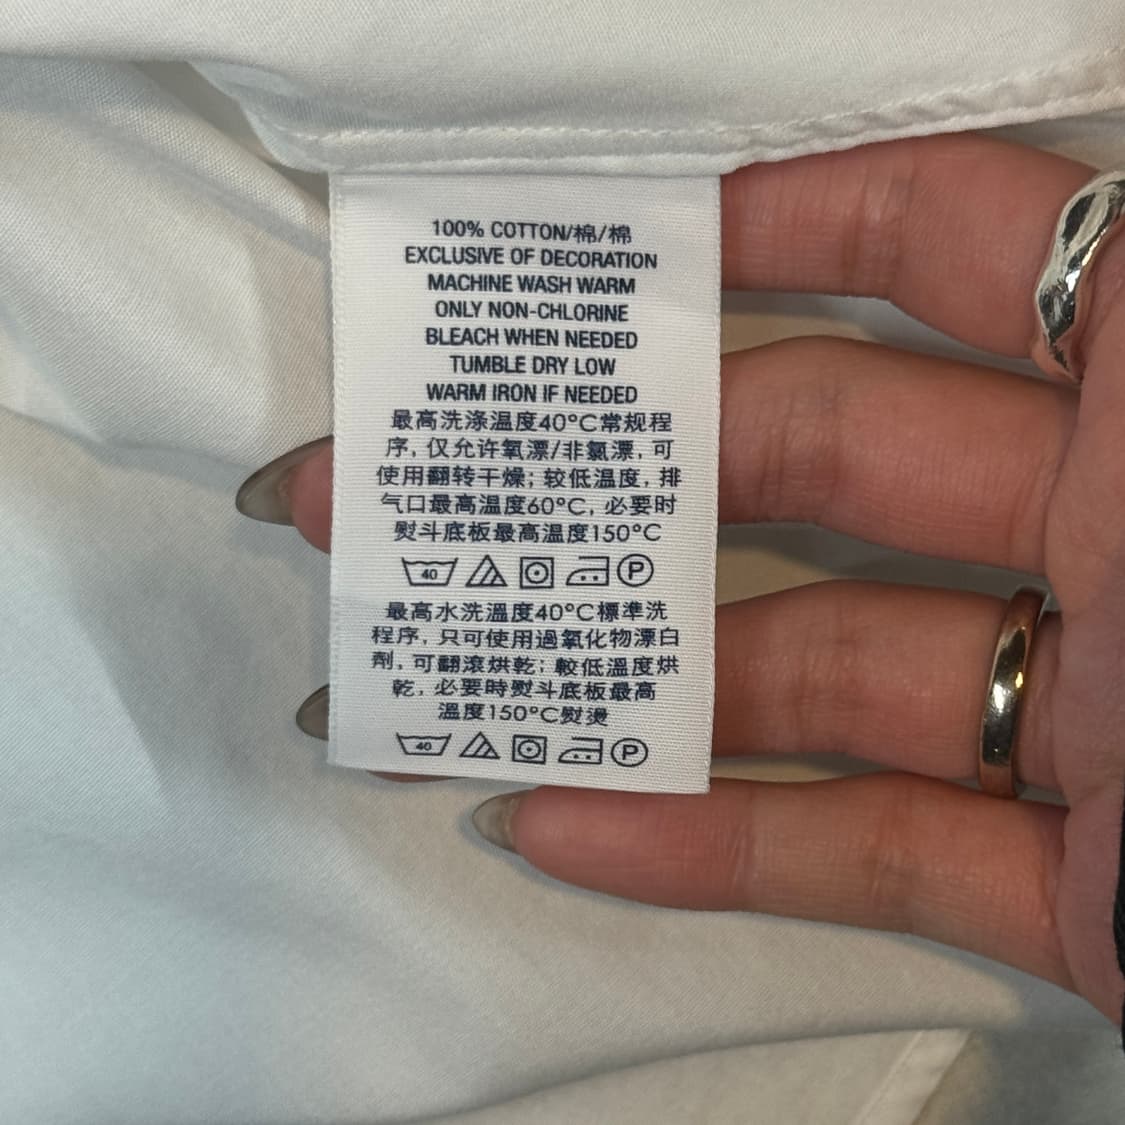 100% COTTON/棉/棉
EXCLUSIVE OF DECORATION
MACHINE WASH WARM
ONLY NON-CHLORINE
BLEACH WHEN NEEDED
TUMBLE DRY LOW
WARM IRON IF NEEDED
最高洗涤温度40°C常规程
序, 仅允许氧漂/非氯漂, 可
使用翻转干燥; 较低温度, 排
气口最高温度60°C, 必要时
熨斗底板最高温度150°C
40 P
最高水洗溫度40°C標準洗
程序, 只可使用過氧化物漂白
劑, 可翻滾烘乾; 較低溫度烘
乾, 必要時熨斗底板最高
溫度150°C熨燙
40 P